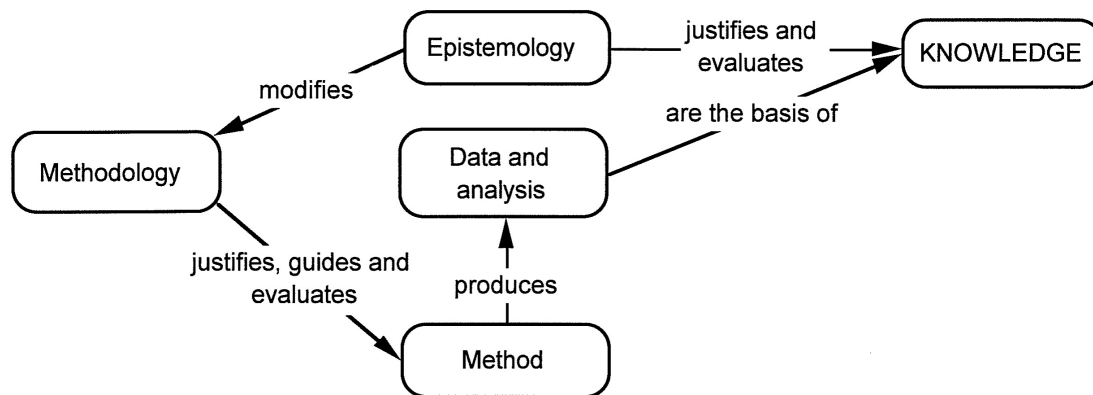 Epistemology
justifies and
evaluates
KNOWLEDGE
modifies
are the basis of
Methodology
Data and
analysis
justifies, guides and
evaluates
produces
Method